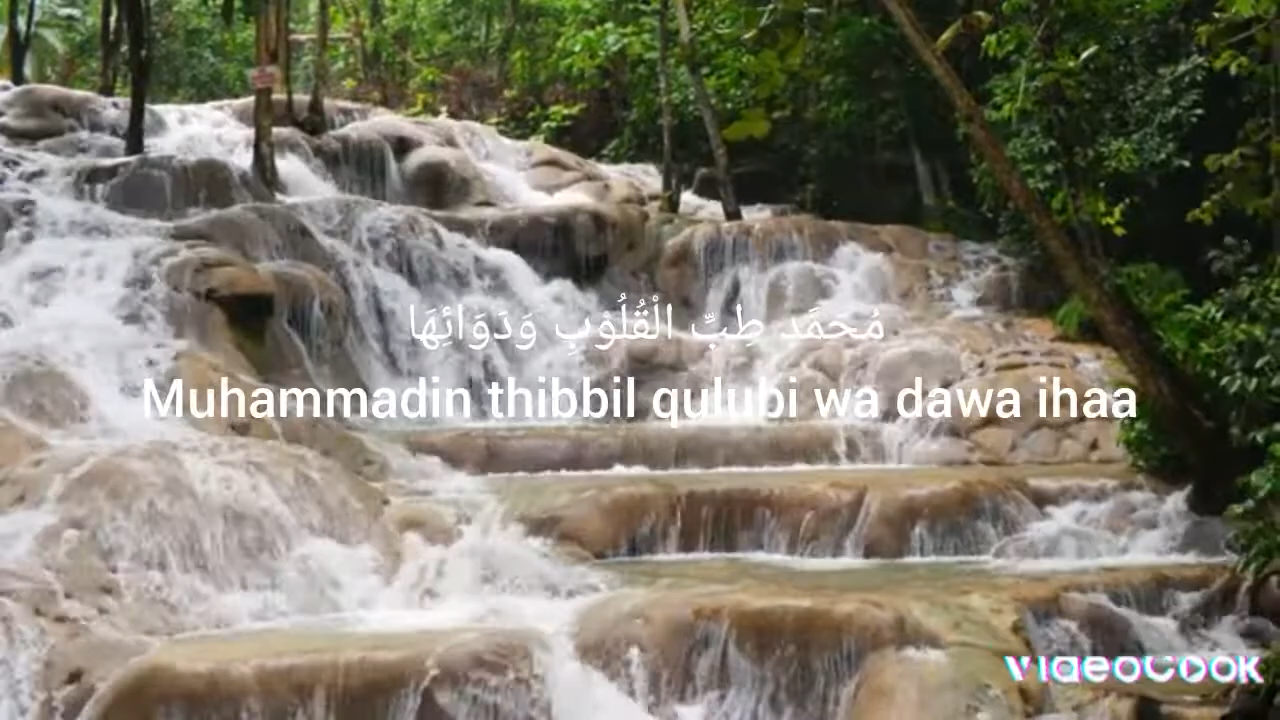 مُحَمَّدٍ طِبِّ الْقُلُوْبِ وَدَوَائِهَا
Muhammadin thibbil qulubi wa dawa ihaa
VIDEOCOOK